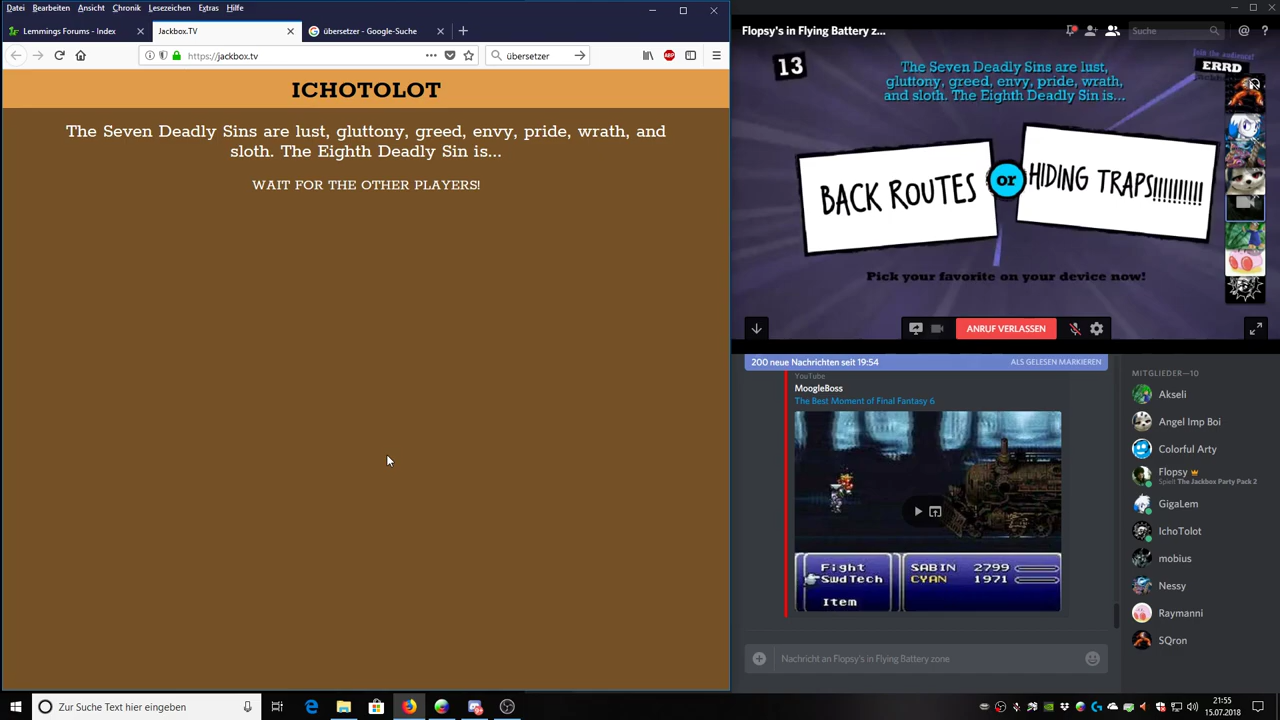 Datei Bearbeiten Ansicht Chronik Lesezeichen Extras Hilfe
Lemmings Forums - Index
Jackbox.TV
übersetzer - Google-Suche
https://jackbox.tv
übersetzer
ICHOTOLOT
The Seven Deadly Sins are lust, gluttony, greed, envy, pride, wrath, and
sloth. The Eighth Deadly Sin is...
WAIT FOR THE OTHER PLAYERS!
Flopsy's in Flying Battery z...
Suche
13
The Seven Deadly Sins are lust,
gluttony, greed, envy, pride, wrath,
and sloth. The Eighth Deadly Sin is...
Join the audience!
ERRD
BACK ROUTES
or
HIDING TRAPS!!!!!!!!!!
Pick your favorite on your device now!
ANRUF VERLASSEN
200 neue Nachrichten seit 19:54
ALS GELESEN MARKIEREN
YouTube
MoogleBoss
The Best Moment of Final Fantasy 6
Fight
SwdTech
Item
SABIN 2799
CYAN 1971
Nachricht an Flopsy's in Flying Battery zone
MITGLIEDER—10
Akseli
Angel Imp Boi
Colorful Arty
Flopsy
Spielt The Jackbox Party Pack 2
GigaLem
IchoTolot
mobius
Nessy
Raymanni
SQron
Zur Suche Text hier eingeben
21:55
15.07.2018